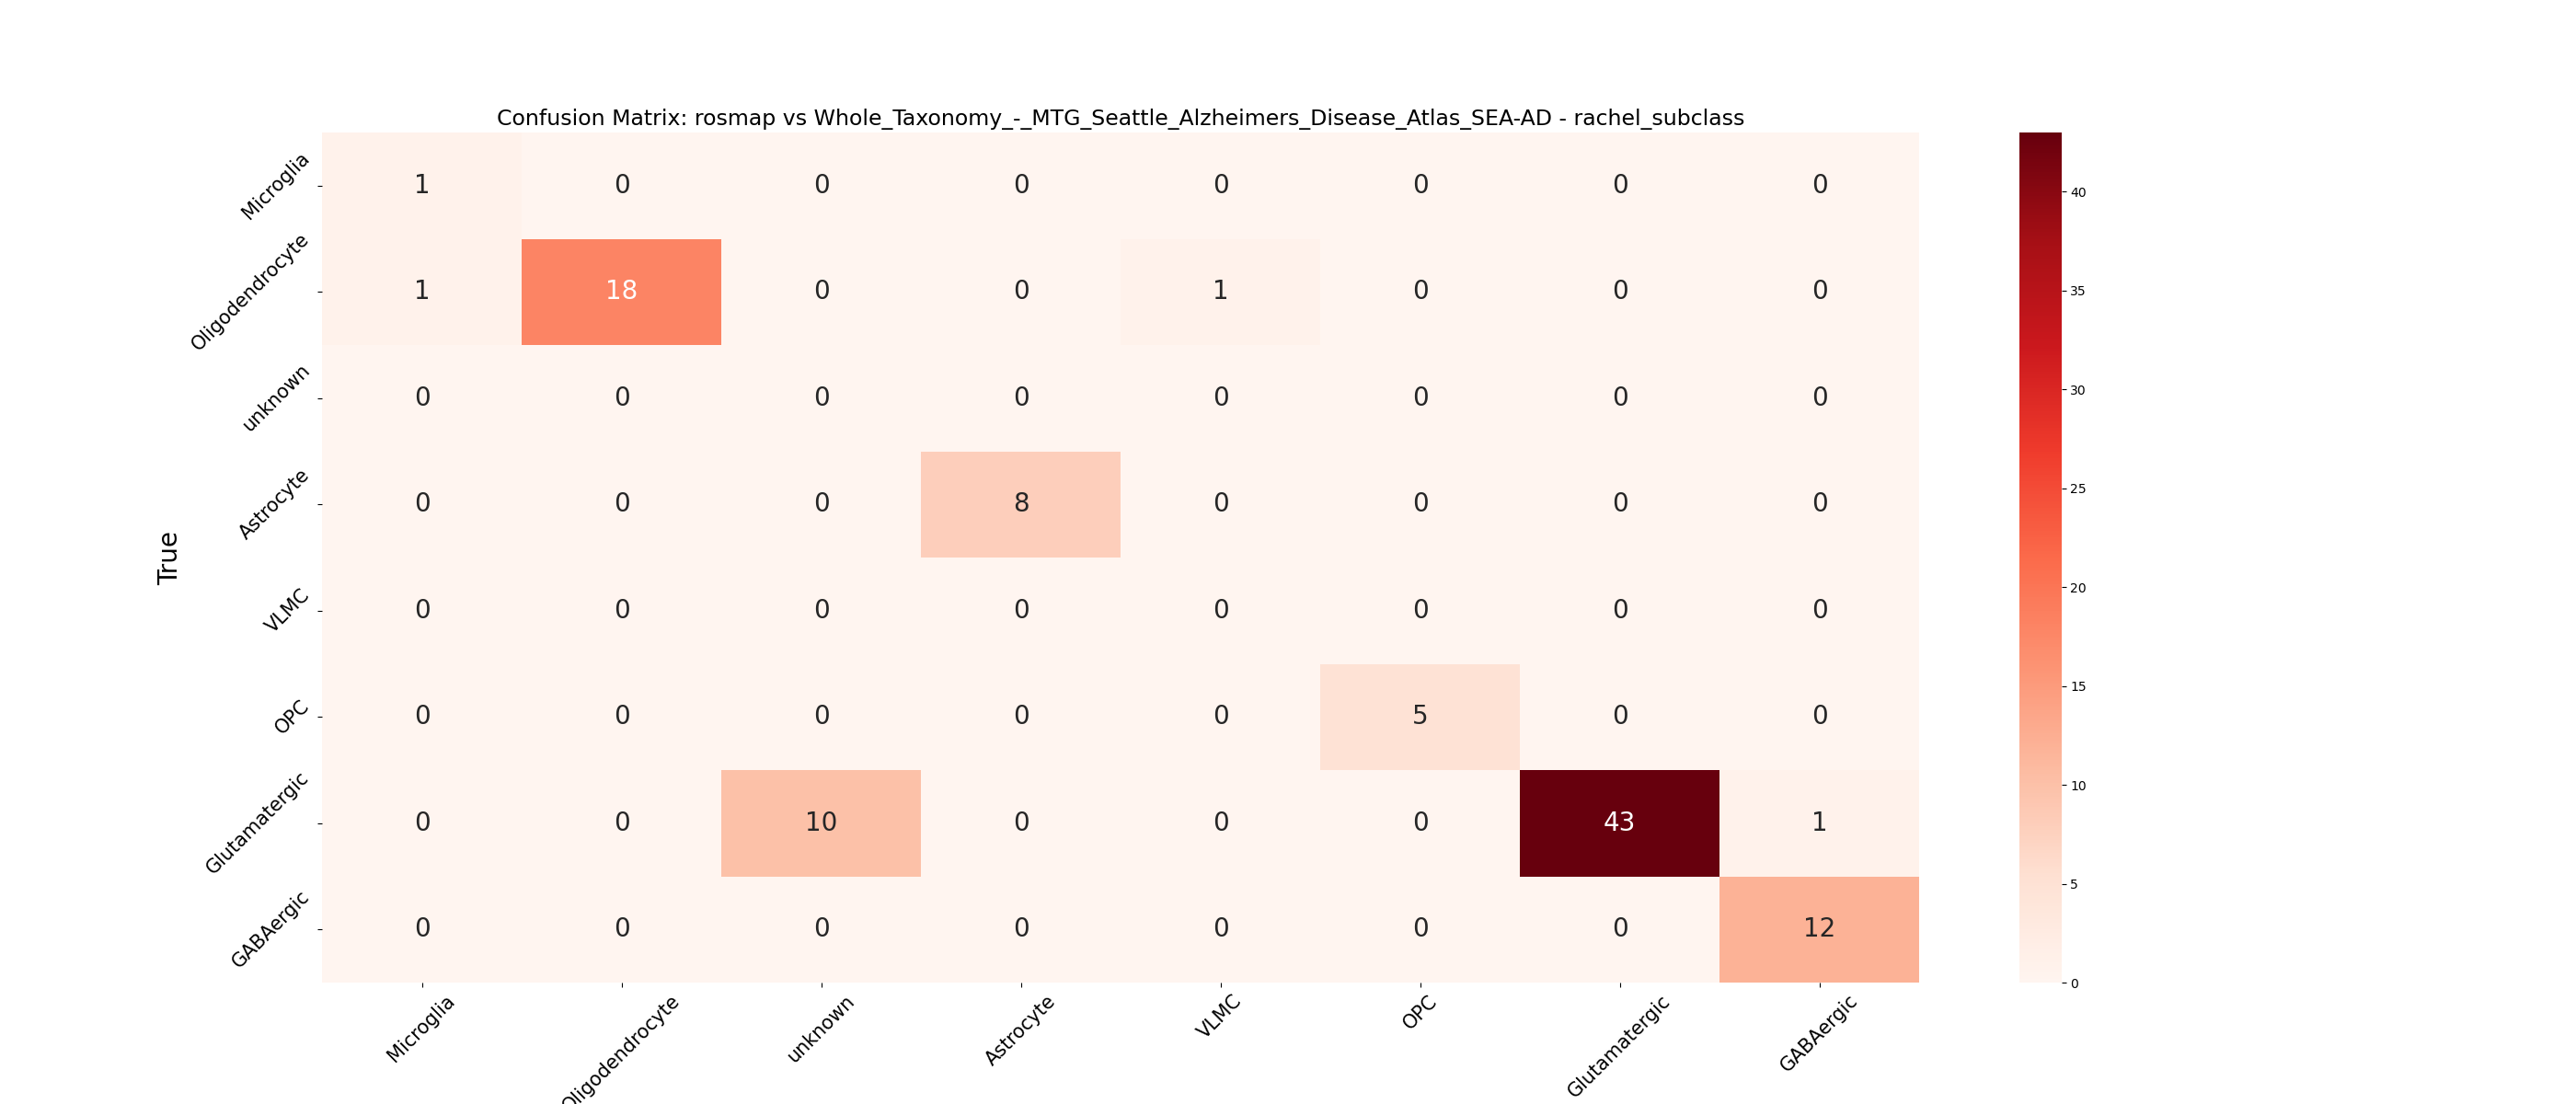 Confusion Matrix: rosmap vs Whole_Taxonomy_-_MTG_Seattle_Alzheimers_Disease_Atlas_SEA-AD - rachel_subclass
Microglia 1 0 0 0 0 0 0 0
Oligodendrocyte 1 18 0 0 1 0 0 0
unknown 0 0 0 0 0 0 0 0
Astrocyte 0 0 0 8 0 0 0 0
VLMC 0 0 0 0 0 0 0 0
OPC 0 0 0 0 0 5 0 0
Glutamatergic 0 0 10 0 0 0 43 1
GABAergic 0 0 0 0 0 0 0 12
True
Microglia Oligodendrocyte unknown Astrocyte VLMC OPC Glutamatergic GABAergic
40
35
30
25
20
15
10
5
0